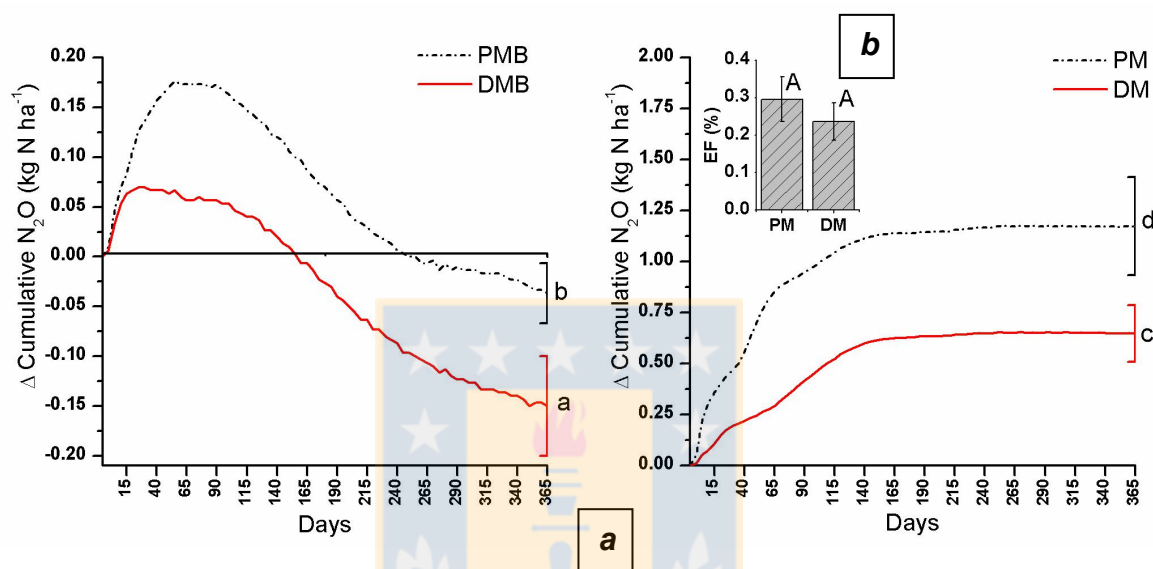 0.20
0.15
0.10
0.05
0.00
-0.05
-0.10
-0.15
-0.20
Δ Cumulative N₂O (kg N ha⁻¹)
PMB
DMB
b
a
15 40 65 90 115 140 165 190 215 240 265 290 315 340 365
Days
a
2.00
1.75
1.50
1.25
1.00
0.75
0.50
0.25
0.00
Δ Cumulative N₂O (kg N ha⁻¹)
0.4
0.3
0.2
0.1
0.0
EF (%)
A A
PM DM
b
PM
DM
d
c
15 40 65 90 115 140 165 190 215 240 265 290 315 340 365
Days